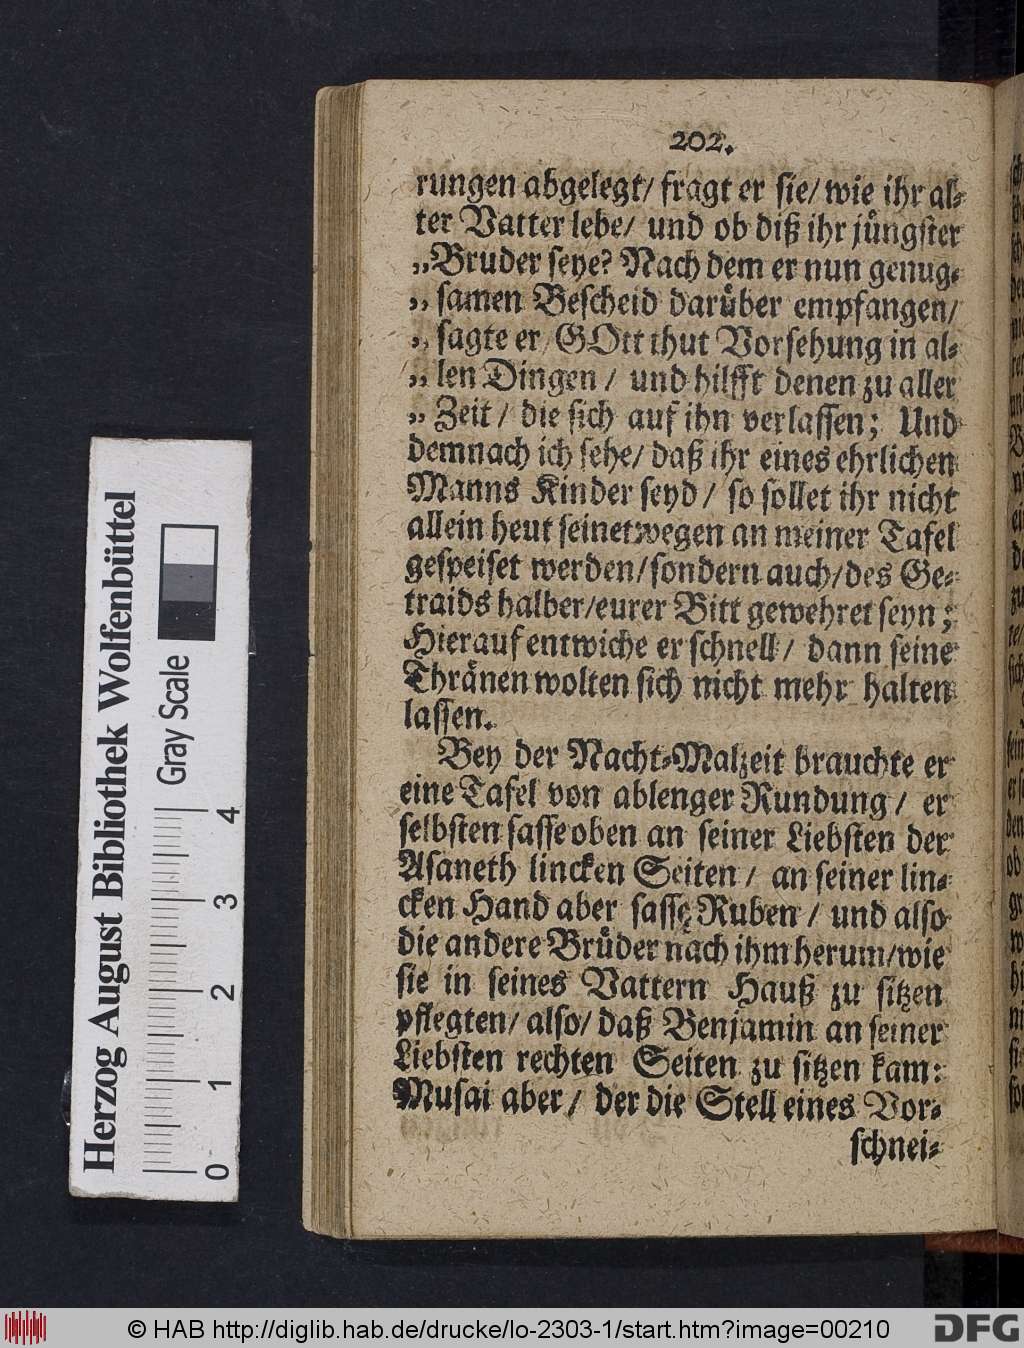 202.
rungen abgelegt/ fragt er sie/ wie ihr al-
ter Vatter lebe/ und ob diß ihr jüngster
„Bruder seye? Nach dem er nun genug-
„samen Bescheid darüber empfangen/
„sagte er/ GOtt thut Vorsehung in al-
„len Dingen/ und hilfft denen zu aller
„Zeit/ die sich auf ihn verlassen; Und
demnach ich sehe/ daß ihr eines ehrlichen
Manns Kinder seyd/ so sollet ihr nicht
allein heut seinetwegen an meiner Tafel
gespeiset werden/ sondern auch/ des Ge-
traids halber/ eurer Bitt gewehret seyn;
Hierauf entwiche er schnell/ dann seine
Thränen wolten sich nicht mehr halten
lassen.
Bey der Nacht-Malzeit brauchte er
eine Tafel von ablenger Rundung/ er
selbsten sasse oben an seiner Liebsten der
Asaneth lincken Seiten/ an seiner lin-
cken Hand aber sasse Ruben/ und also
die andere Brüder nach ihm herum/ wie
sie in seines Vattern Hauß zu sitzen
pflegten/ also/ daß Benjamin an seiner
Liebsten rechten Seiten zu sitzen kam:
Musai aber/ der die Stell eines Vor-
schnei-
Herzog August Bibliothek Wolfenbüttel
Gray Scale
0 1 2 3 4
© HAB http://diglib.hab.de/drucke/lo-2303-1/start.htm?image=00210
DFG